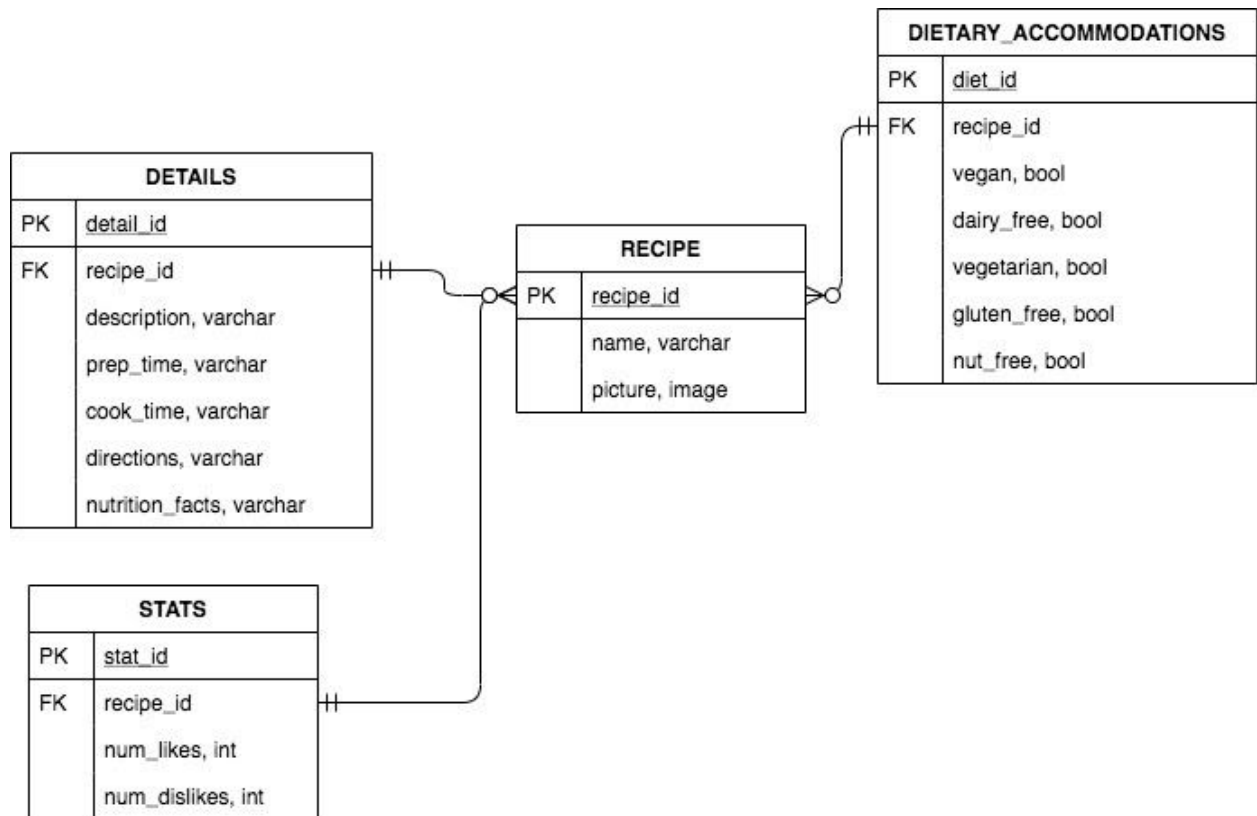 DIETARY_ACCOMMODATIONS
PK diet_id
FK recipe_id
vegan, bool
dairy_free, bool
vegetarian, bool
gluten_free, bool
nut_free, bool
DETAILS
PK detail_id
FK recipe_id
description, varchar
prep_time, varchar
cook_time, varchar
directions, varchar
nutrition_facts, varchar
RECIPE
PK recipe_id
name, varchar
picture, image
STATS
PK stat_id
FK recipe_id
num_likes, int
num_dislikes, int